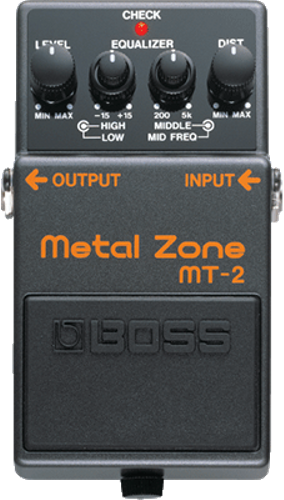 CHECK
LEVEL EQUALIZER DIST
MIN MAX -15 +15 200 5k MIN MAX
HIGH MIDDLE
LOW MID FREQ
OUTPUT INPUT
Metal Zone
MT-2
BOSS